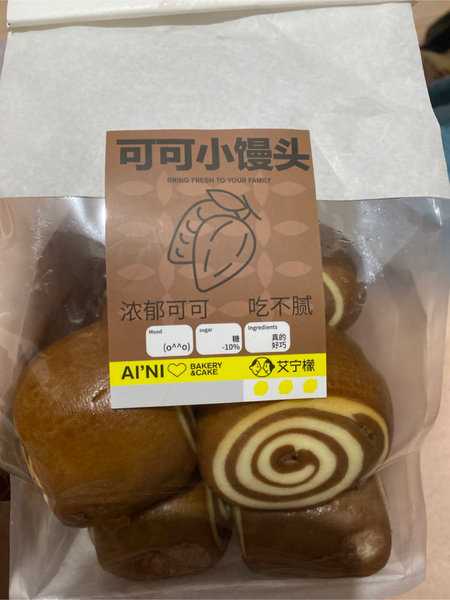 可可小馒头
BRING FRESH TO YOUR FAMILY
浓郁可可 吃不腻
Mood
(o^^o)
sugar
糖
-10%
Ingredients
真的
好巧
AI'NI BAKERY
&CAKE
艾宁檬